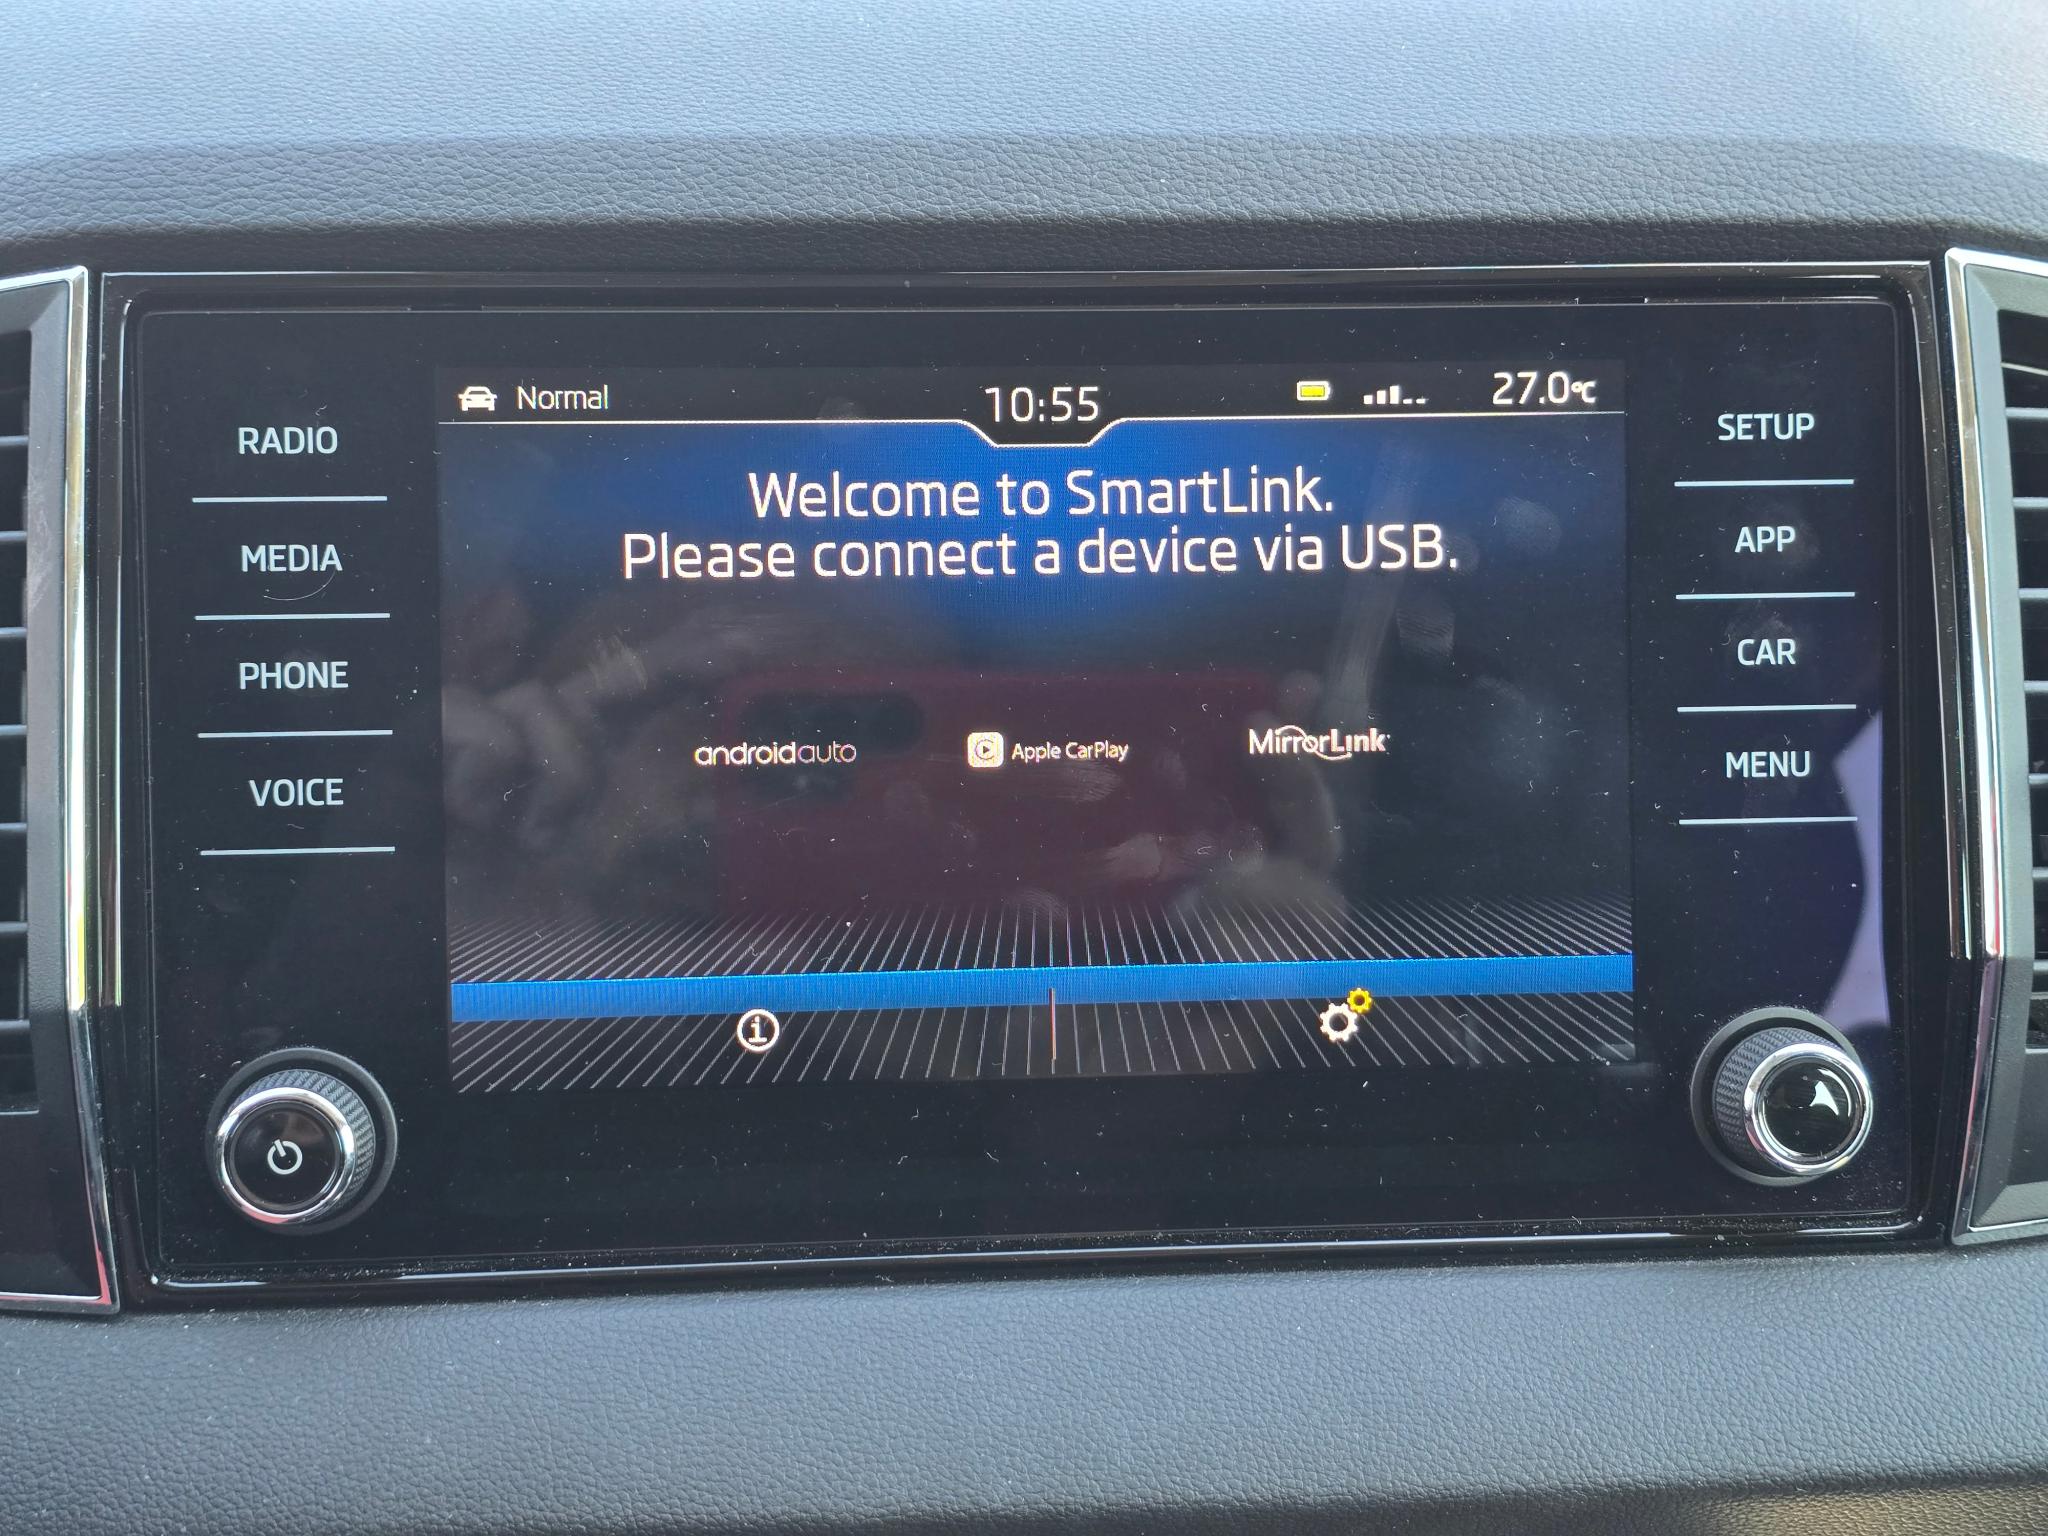 Normal
10:55
27.0°C
RADIO
MEDIA
PHONE
VOICE
Welcome to SmartLink.
Please connect a device via USB.
androidauto
Apple CarPlay
MirrorLink
SETUP
APP
CAR
MENU